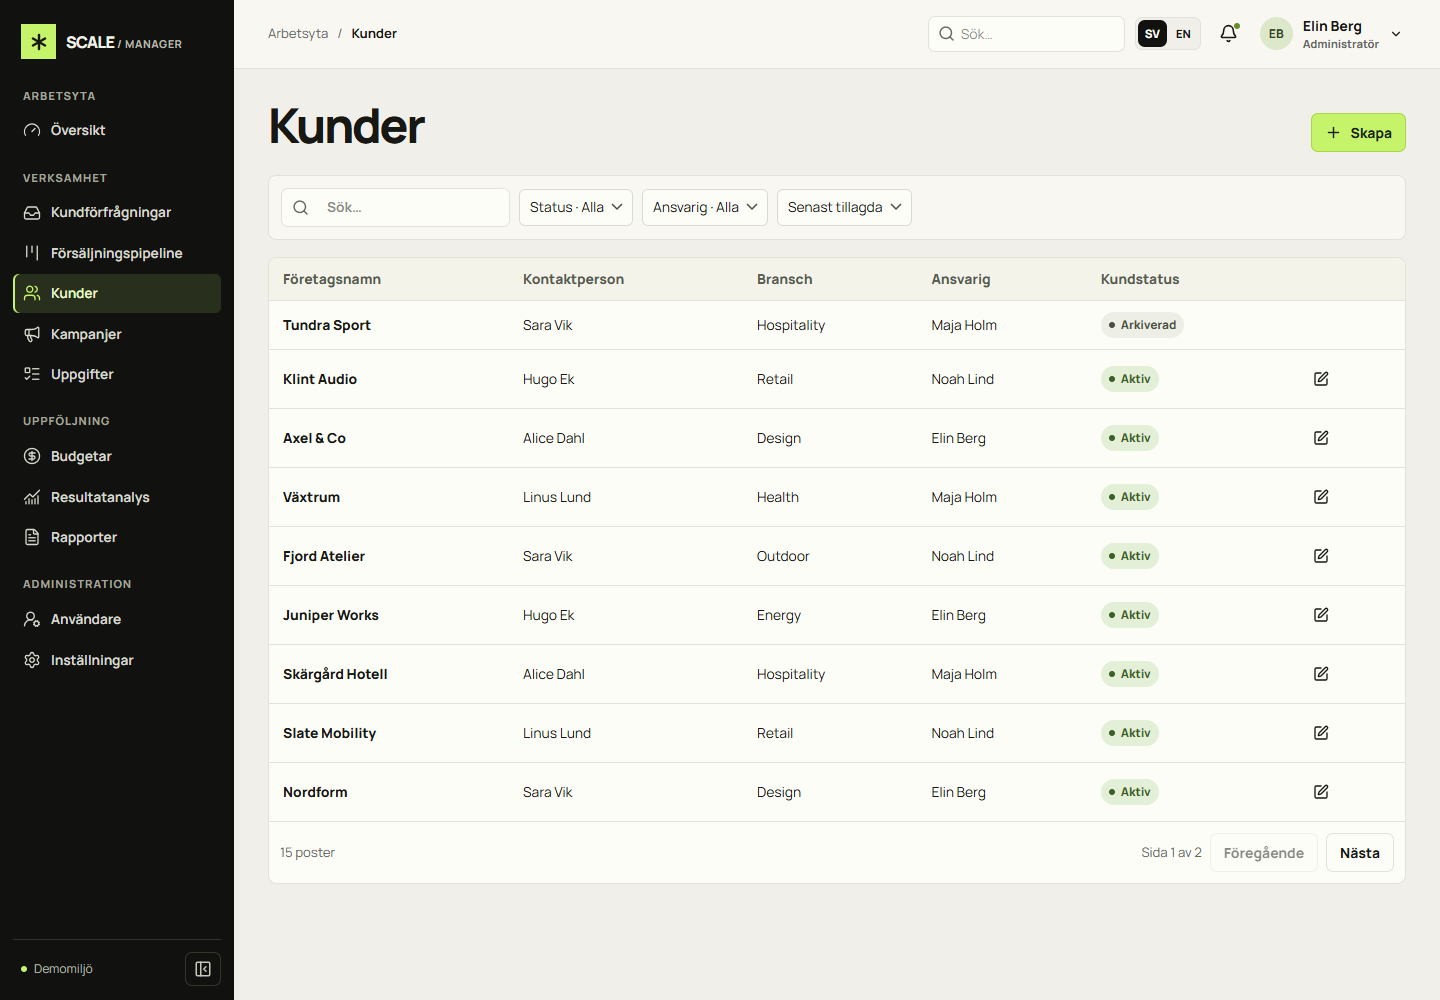 SCALE / MANAGER
ARBETSYTA
Översikt
VERKSAMHET
Kundförfrågningar
Försäljningspipeline
Kunder
Kampanjer
Uppgifter
UPPFÖLJNING
Budgetar
Resultatanalys
Rapporter
ADMINISTRATION
Användare
Inställningar
Demomiljö
Arbetsyta / Kunder
Sök...
SV EN
EB
Elin Berg
Administratör
Kunder
Skapa
Sök...
Status · Alla
Ansvarig · Alla
Senast tillagda
Företagsnamn Kontaktperson Bransch Ansvarig Kundstatus
Tundra Sport Sara Vik Hospitality Maja Holm Arkiverad
Klint Audio Hugo Ek Retail Noah Lind Aktiv
Axel & Co Alice Dahl Design Elin Berg Aktiv
Växtrum Linus Lund Health Maja Holm Aktiv
Fjord Atelier Sara Vik Outdoor Noah Lind Aktiv
Juniper Works Hugo Ek Energy Elin Berg Aktiv
Skärgård Hotell Alice Dahl Hospitality Maja Holm Aktiv
Slate Mobility Linus Lund Retail Noah Lind Aktiv
Nordform Sara Vik Design Elin Berg Aktiv
15 poster
Sida 1 av 2
Föregående
Nästa